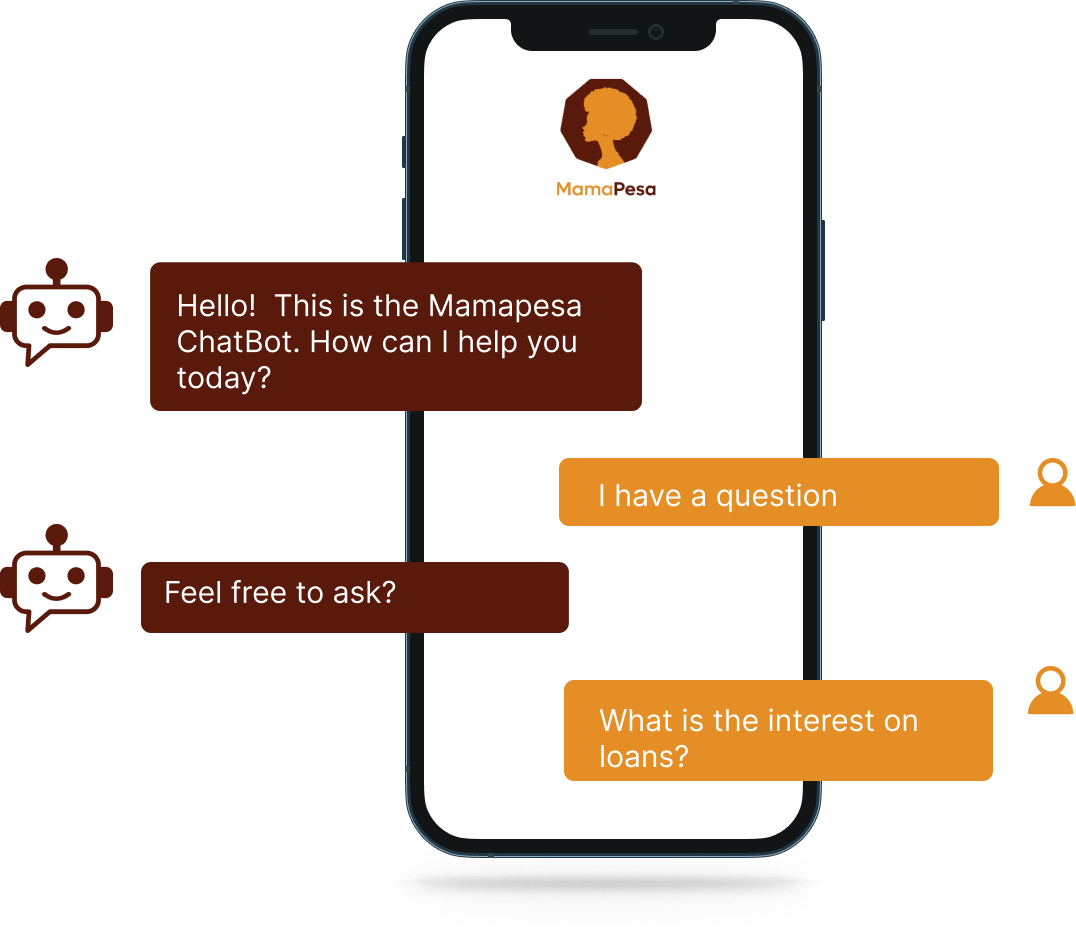 MamaPesa
Hello!  This is the Mamapesa
ChatBot. How can I help you
today?
I have a question
Feel free to ask?
What is the interest on
loans?